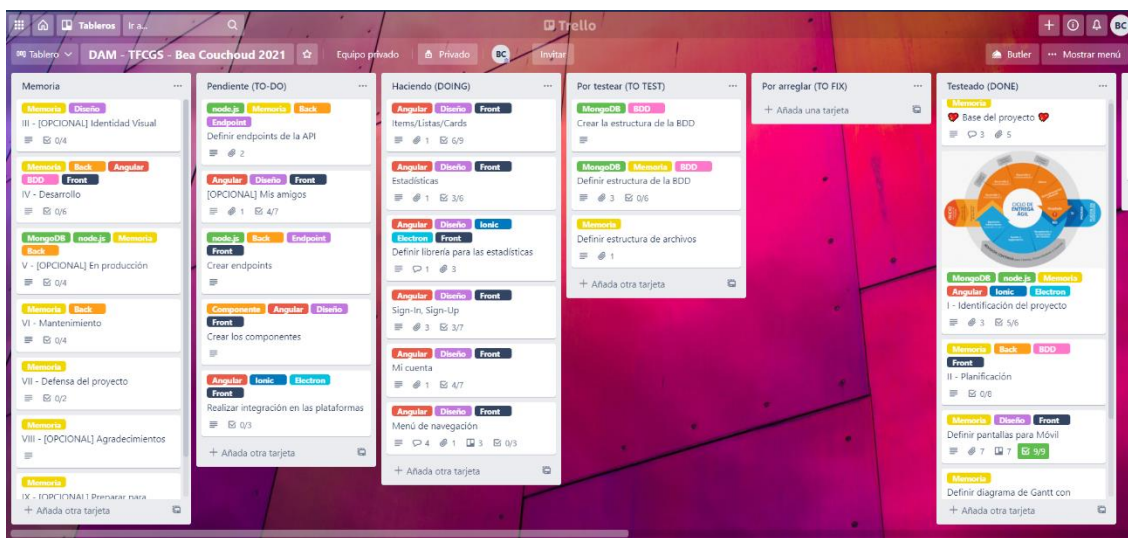 Tableros
Ir a...
Trello
BC
Tablero
DAM - TFCGS - Bea Couchoud 2021
Equipo privado
Privado
BC
Invitar
Butler
Mostrar menú
Memoria
Memoria Diseño
III - [OPCIONAL] Identidad Visual
0/4
Memoria Back Angular
BDD Front
IV - Desarrollo
0/6
MongoDB node.js Memoria
Back
V - [OPCIONAL] En producción
0/4
Memoria Back
VI - Mantenimiento
0/4
Memoria
VII - Defensa del proyecto
0/2
Memoria
VIII - [OPCIONAL] Agradecimientos
Memoria
IX - [OPCIONAL] Preparar para
+ Añada otra tarjeta
Pendiente (TO-DO)
node.js Memoria Back
Endpoint
Definir endpoints de la API
2
Angular Diseño Front
[OPCIONAL] Mis amigos
1 4/7
node.js Back Endpoint
Front
Crear endpoints
Componente Angular Diseño
Front
Crear los componentes
Angular Ionic Electron
Front
Realizar integración en las plataformas
0/3
+ Añada otra tarjeta
Haciendo (DOING)
Angular Diseño Front
Items/Listas/Cards
1 6/9
Angular Diseño Front
Estadísticas
1 3/6
Angular Diseño Ionic
Electron Front
Definir librería para las estadísticas
1 3
Angular Diseño Front
Sign-In, Sign-Up
3 3/7
Angular Diseño Front
Mi cuenta
1 4/7
Angular Diseño Front
Menú de navegación
4 1 3 0/3
+ Añada otra tarjeta
Por testear (TO TEST)
MongoDB BDD
Crear la estructura de la BDD
MongoDB Memoria BDD
Definir estructura de la BDD
3 0/6
Memoria
Definir estructura de archivos
1
+ Añada otra tarjeta
Por arreglar (TO FIX)
+ Añada una tarjeta
Testeado (DONE)
Memoria
Base del proyecto
3 5
CICLO DE
ENTREGA
ÁGIL
MongoDB node.js Memoria
Angular Ionic Electron
I - Identificación del proyecto
3 5/6
Memoria Back BDD
Front
II - Planificación
0/8
Memoria Diseño Front
Definir pantallas para Móvil
7 7 9/9
Memoria
Definir diagrama de Gantt con
+ Añada otra tarjeta